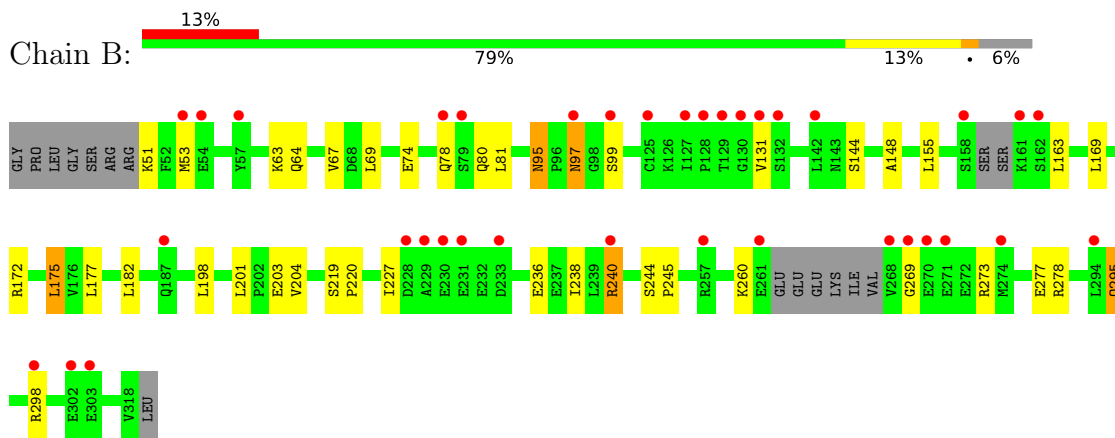 13%
Chain B:
79% 13% • 6%
GLY PRO LEU GLY SER ARG ARG K51 F52 M53 E54 Y57 K63 Q64 V67 D68 L69 E74 Q78 S79 Q80 L81 N95 P96 N97 G98 S99 C125 K126 I127 P128 T129 G130 V131 S132 L142 N143 S144 A148 L155 S158 SER SER K161 S162 L163 L169
R172 L175 V176 L177 L182 Q187 L198 L201 P202 E203 V204 S219 P220 I227 D228 A229 E230 E231 E232 D233 E236 E237 I238 L239 R240 S244 P245 R257 K260 E261 GLU GLU GLU LYS ILE VAL V268 G269 E270 E271 E272 R273 M274 E277 R278 L294
R298 E302 E303 V318 LEU